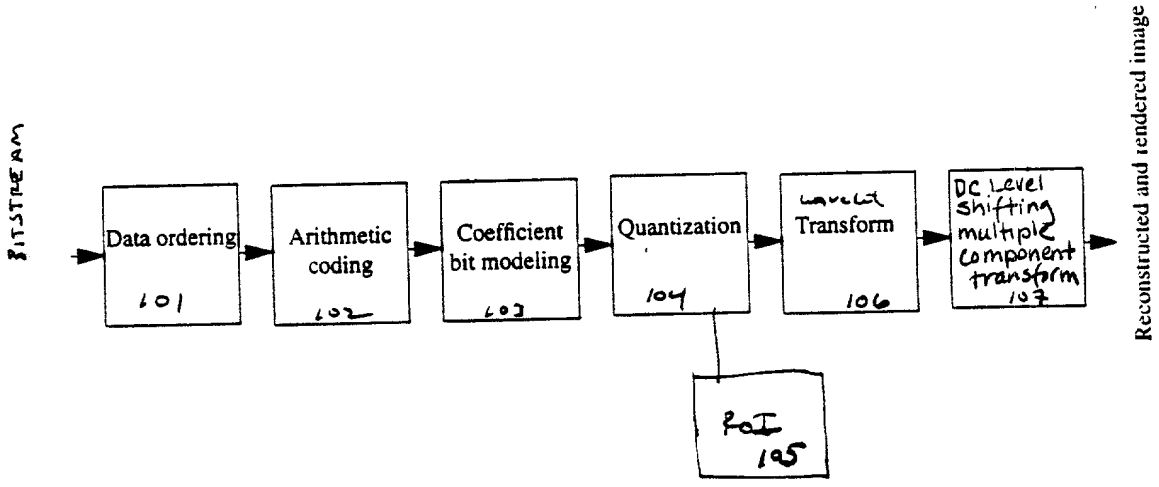 BITSTREAM
Data ordering
101
Arithmetic
coding
102
Coefficient
bit modeling
103
Quantization
104
RoI
105
wavelet
Transform
106
DC Level
shifting
multiple
component
transform
107
Reconstructed and rendered image